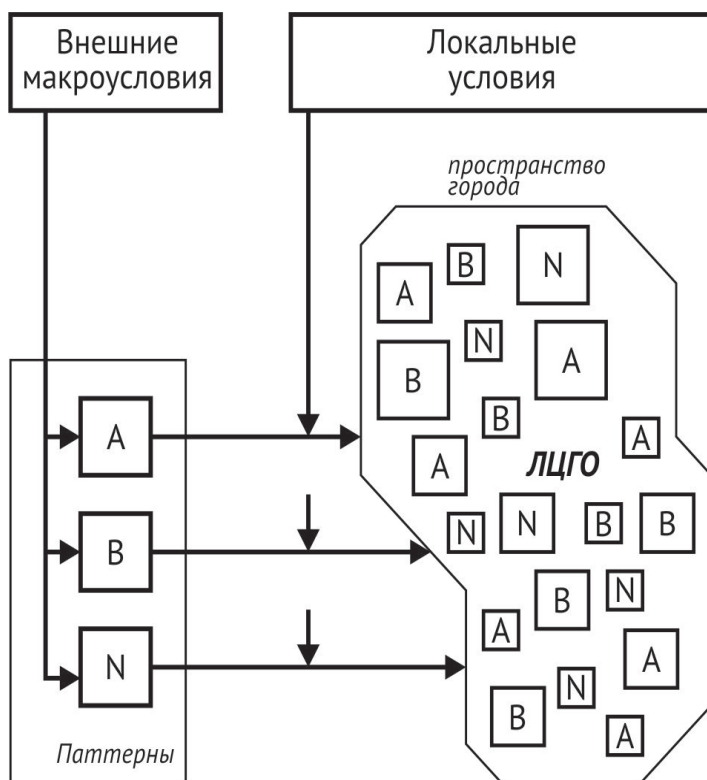 Внешние
макроусловия
Локальные
условия
пространство
города
B
N
A
N
A
B
B
A
A
A
ЛЦГО
N
N
B
B
B
B
N
A
N
A
A
N
B
A
Паттерны